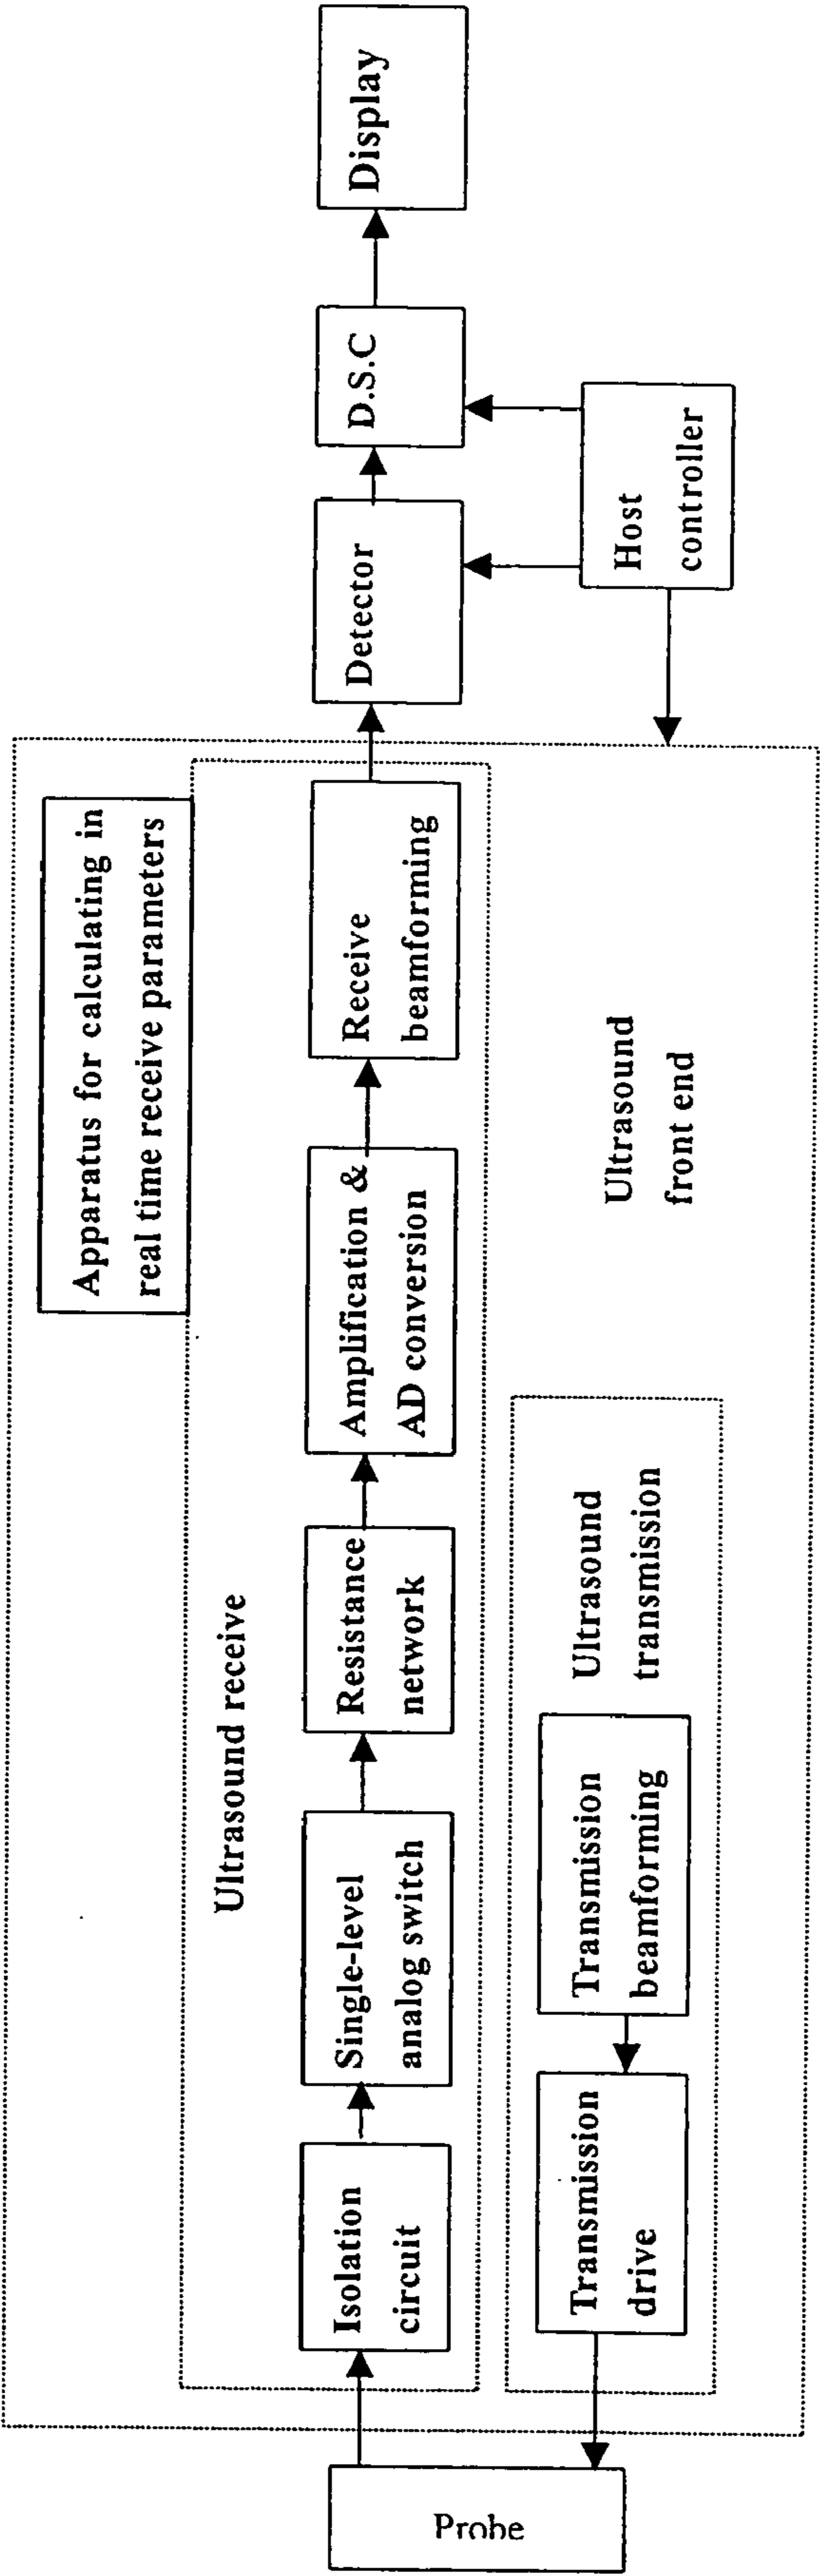 Apparatus for calculating in
real time receive parameters
Ultrasound receive
Probe
Isolation
circuit
Single-level
analog switch
Resistance
network
Amplification &
AD conversion
Receive
beamforming
Detector
D.S.C
Display
Transmission
drive
Transmission
beamforming
Ultrasound
transmission
Ultrasound
front end
Host
controller